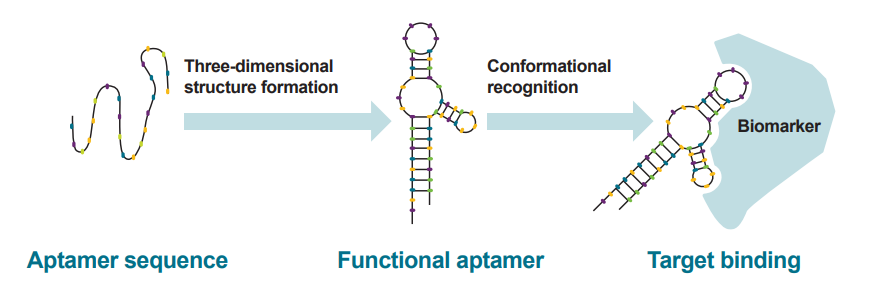 Three-dimensional
structure formation
Conformational
recognition
Biomarker
Aptamer sequence
Functional aptamer
Target binding